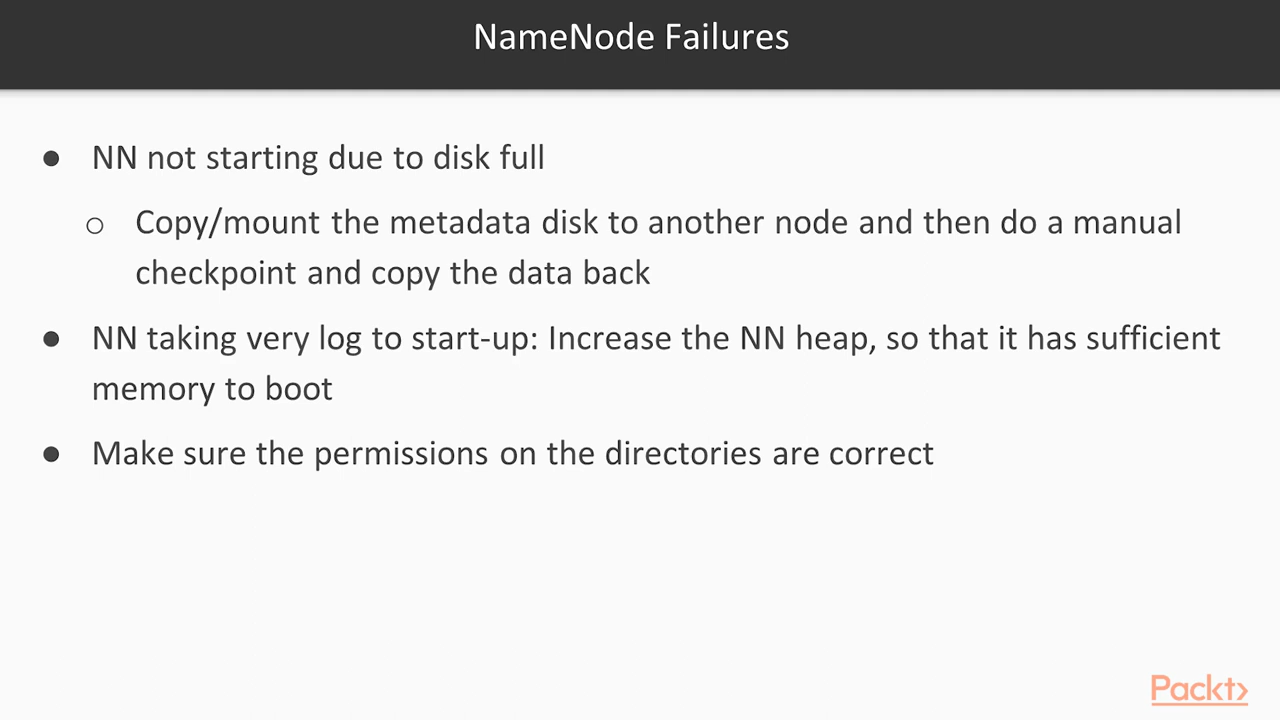 NameNode Failures
● NN not starting due to disk full
○ Copy/mount the metadata disk to another node and then do a manual
checkpoint and copy the data back
● NN taking very log to start-up: Increase the NN heap, so that it has sufficient
memory to boot
● Make sure the permissions on the directories are correct
Packt>